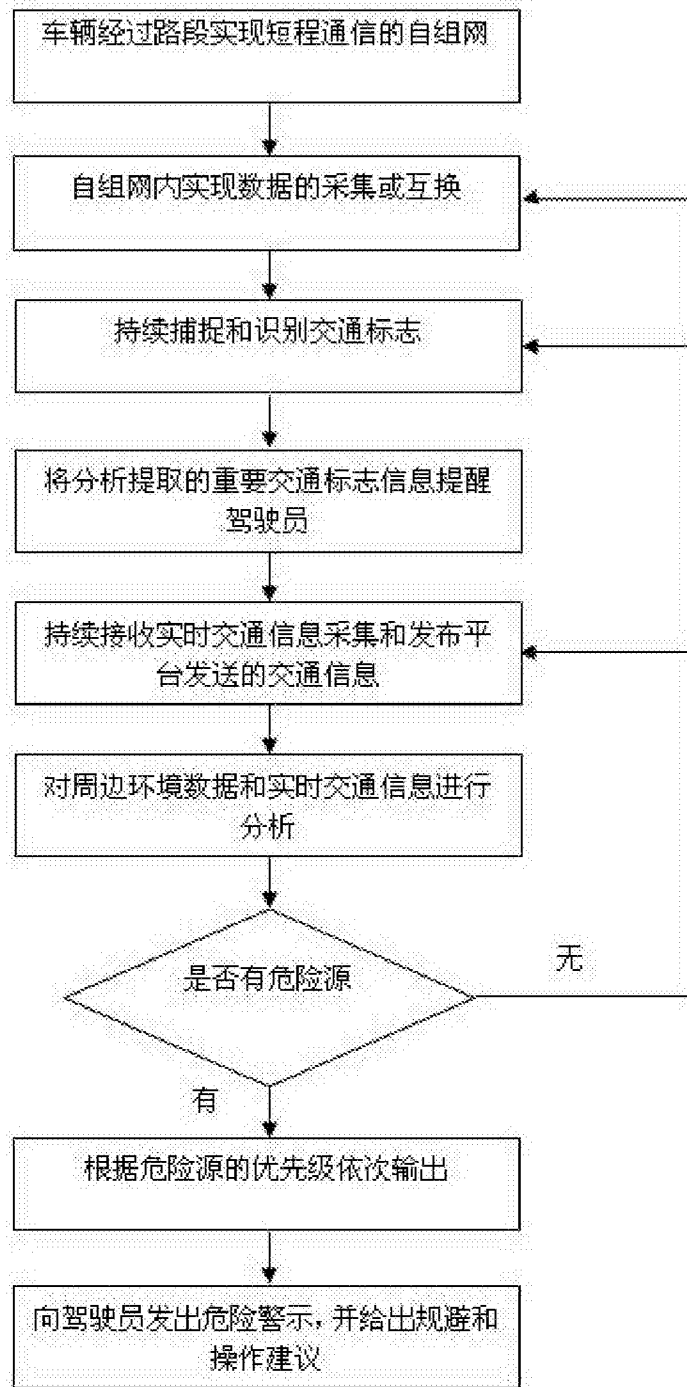 车辆经过路段实现短程通信的自组网
自组网内实现数据的采集或互换
持续捕捉和识别交通标志
将分析提取的重要交通标志信息提醒
驾驶员
持续接收实时交通信息采集和发布平
台发送的交通信息
对周边环境数据和实时交通信息进行
分析
是否有危险源
无
有
根据危险源的优先级依次输出
向驾驶员发出危险警示，并给出规避和
操作建议